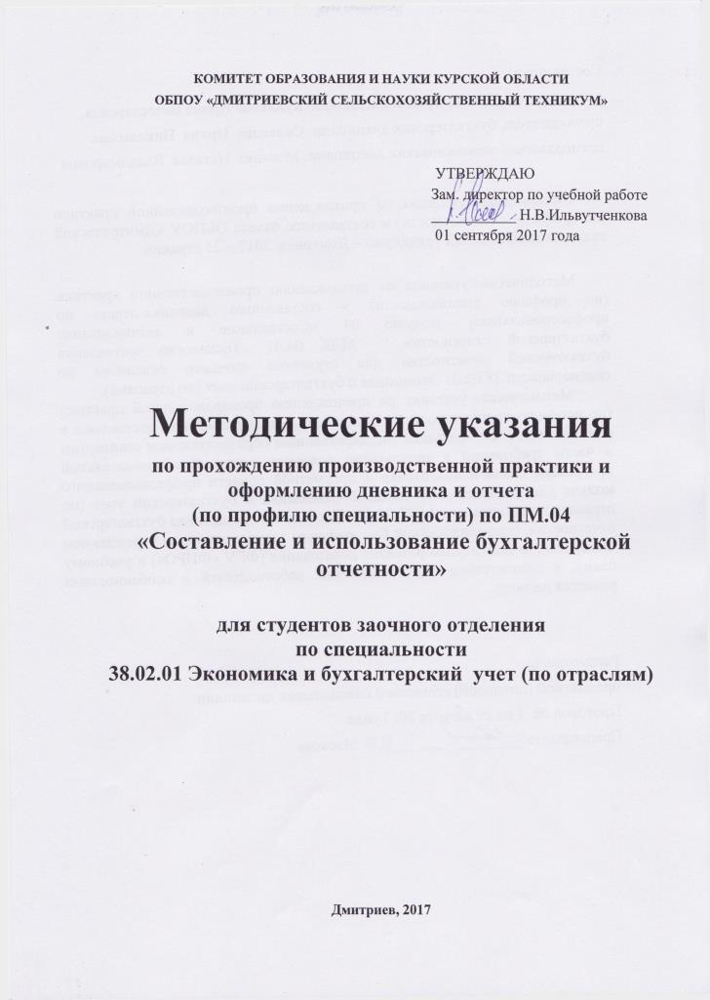 КОМИТЕТ ОБРАЗОВАНИЯ И НАУКИ КУРСКОЙ ОБЛАСТИ
ОБПОУ «ДМИТРИЕВСКИЙ СЕЛЬСКОХОЗЯЙСТВЕННЫЙ ТЕХНИКУМ»
УТВЕРЖДАЮ
Зам. директор по учебной работе
___________ Н.В.Ильвутченкова
01 сентября 2017 года
Методические указания
по прохождению производственной практики и
оформлению дневника и отчета
(по профилю специальности) по ПМ.04
«Составление и использование бухгалтерской
отчетности»
для студентов заочного отделения
по специальности
38.02.01 Экономика и бухгалтерский учет (по отраслям)
Дмитриев, 2017